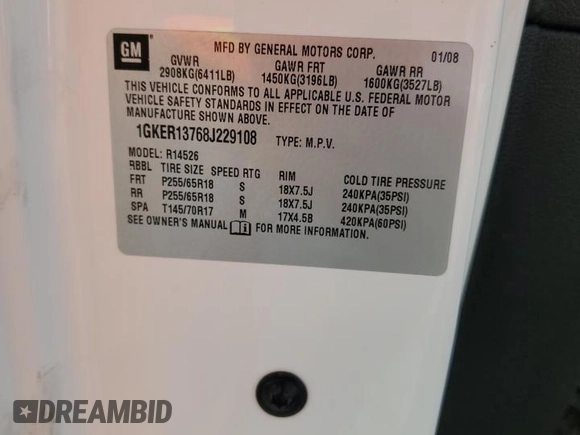 GM
MFD BY GENERAL MOTORS CORP. 01/08
GVWR GAWR FRT GAWR RR
2908KG(6411LB) 1450KG(3196LB) 1600KG(3527LB)
THIS VEHICLE CONFORMS TO ALL APPLICABLE U.S. FEDERAL MOTOR
VEHICLE SAFETY STANDARDS IN EFFECT ON THE DATE OF
MANUFACTURE SHOWN ABOVE.
1GKER13768J229108 TYPE: M.P.V.
MODEL: R14526
RBBL TIRE SIZE SPEED RTG RIM COLD TIRE PRESSURE
FRT P255/65R18 S 18X7.5J 240KPA(35PSI)
RR P255/65R18 S 18X7.5J 240KPA(35PSI)
SPA T145/70R17 M 17X4.5B 420KPA(60PSI)
SEE OWNER'S MANUAL FOR MORE INFORMATION.
DREAMBID